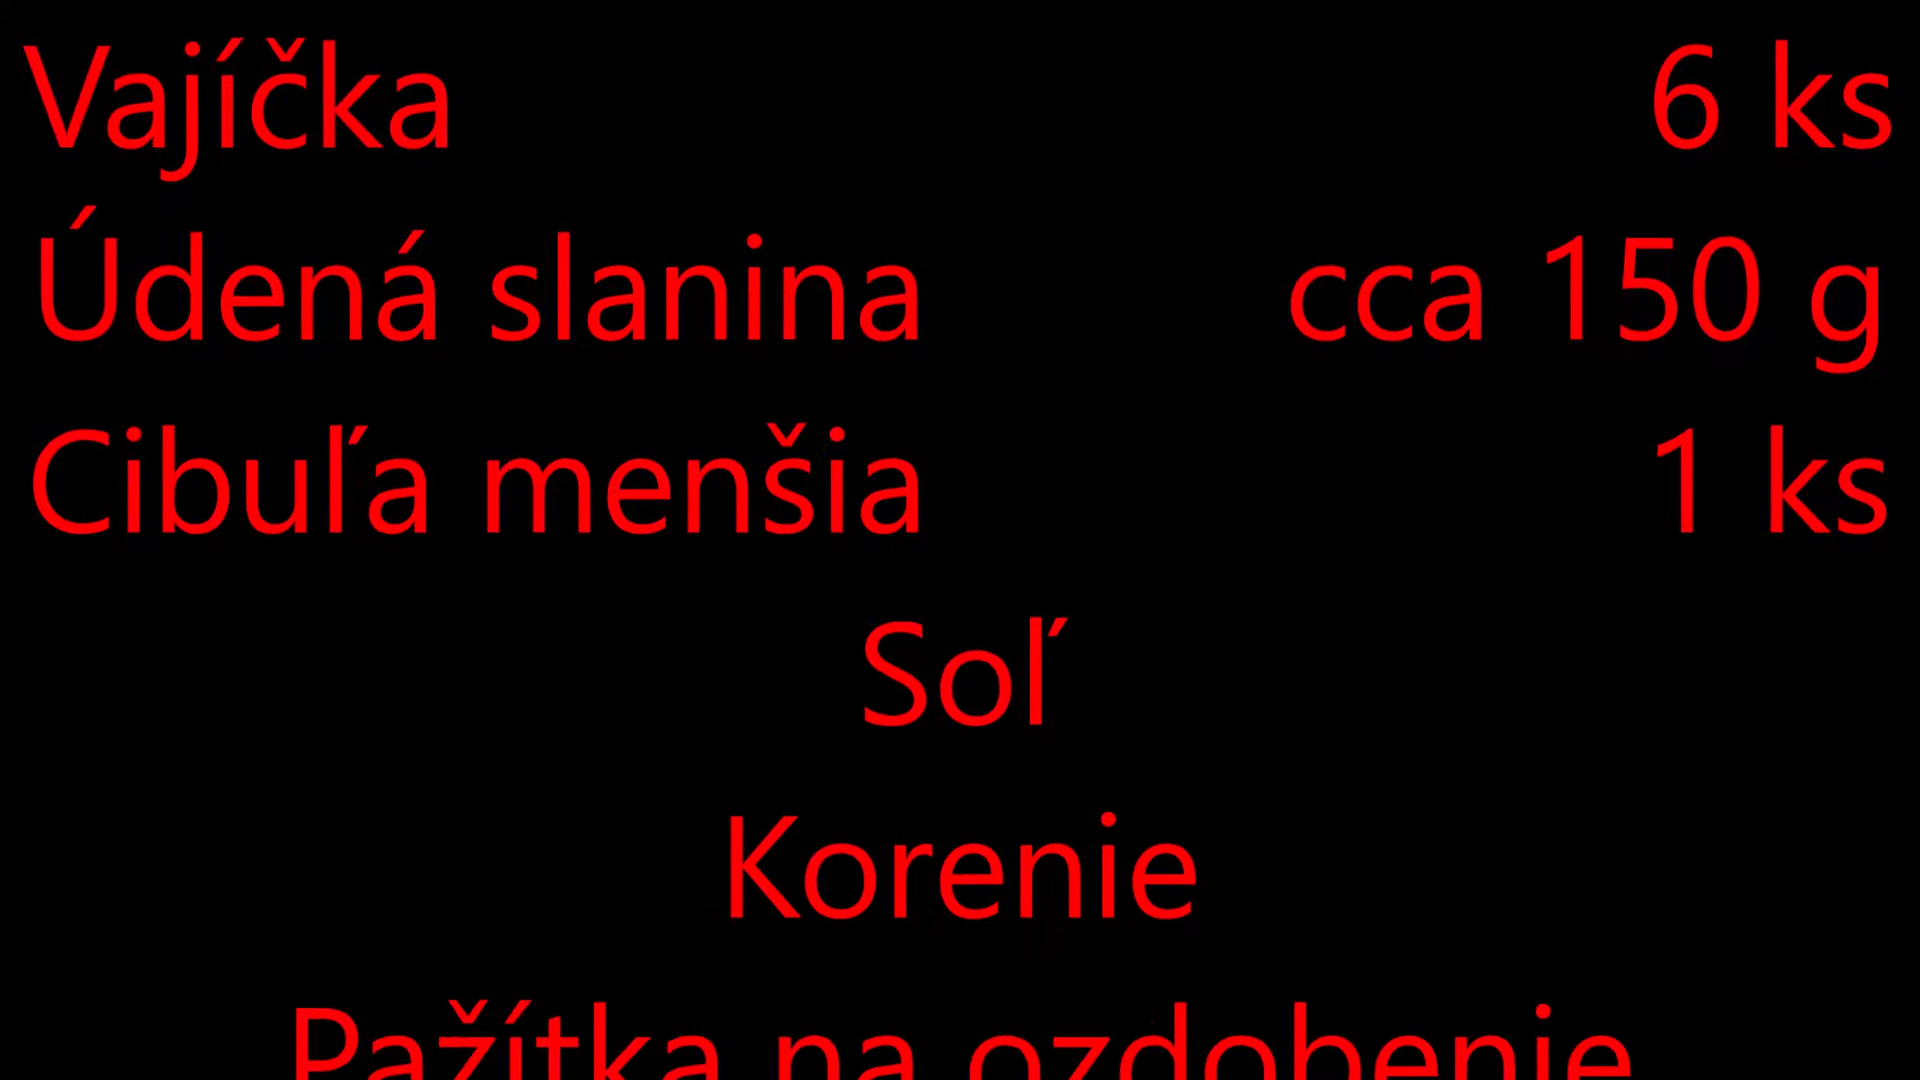 Vajíčka 6 ks
Údená slanina cca 150 g
Cibuľa menšia 1 ks
Soľ
Korenie
Pažítka na ozdobenie